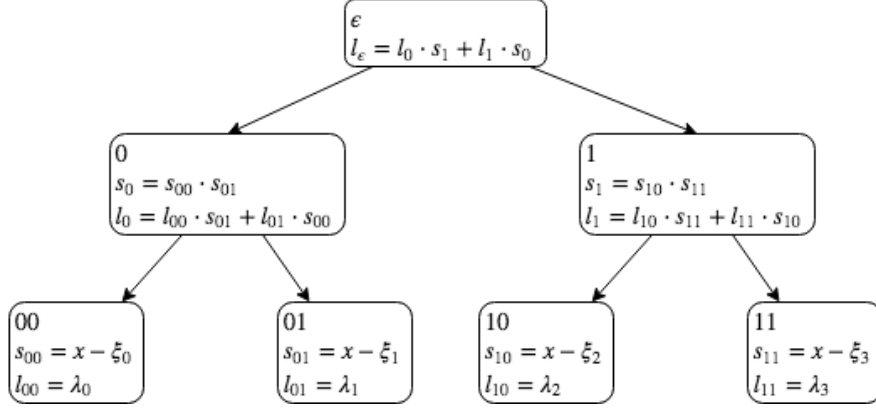 ϵ
l_ϵ = l_0 · s_1 + l_1 · s_0
0
s_0 = s_00 · s_01
l_0 = l_00 · s_01 + l_01 · s_00
1
s_1 = s_10 · s_11
l_1 = l_10 · s_11 + l_11 · s_10
00
s_00 = x − ξ_0
l_00 = λ_0
01
s_01 = x − ξ_1
l_01 = λ_1
10
s_10 = x − ξ_2
l_10 = λ_2
11
s_11 = x − ξ_3
l_11 = λ_3